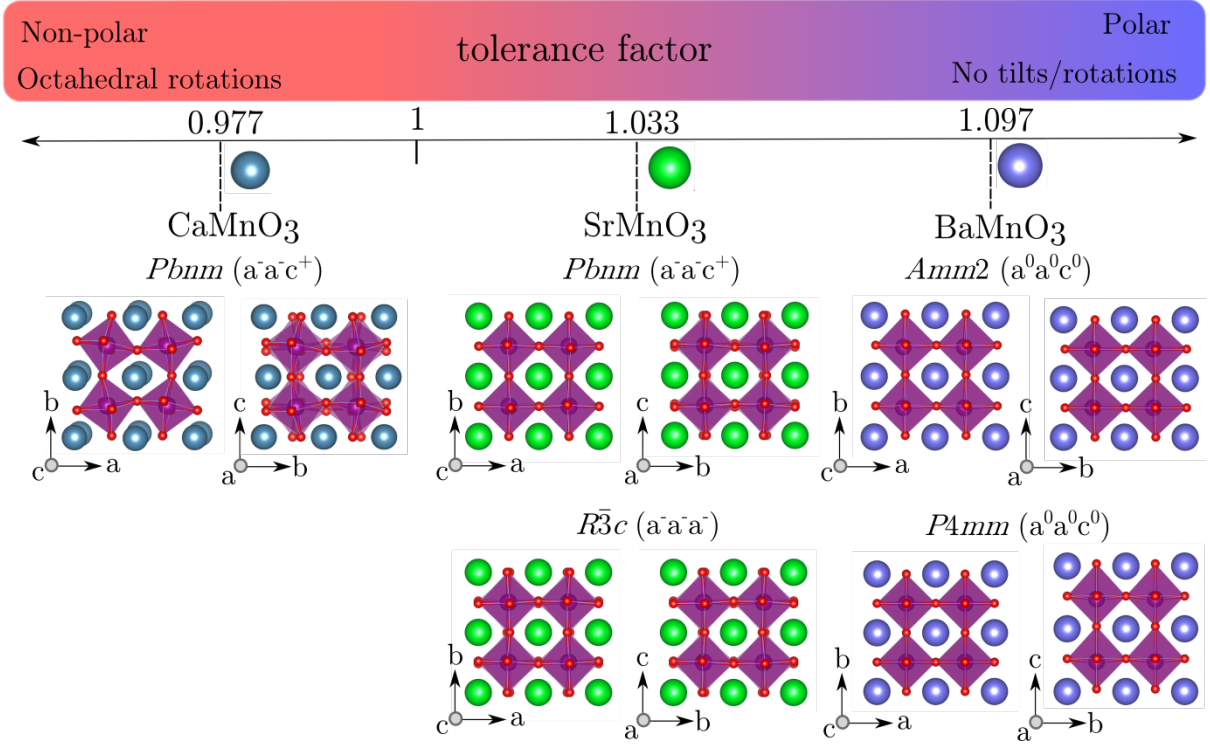 Non-polar
Octahedral rotations
tolerance factor
Polar
No tilts/rotations
0.977
1
1.033
1.097
CaMnO3
SrMnO3
BaMnO3
Pbnm (a⁻a⁻c⁺)
Pbnm (a⁻a⁻c⁺)
Amm2 (a⁰a⁰c⁰)
b
c
a
c
a
b
b
c
a
c
a
b
b
c
a
c
a
b
R3̄c (a⁻a⁻a⁻)
P4mm (a⁰a⁰c⁰)
b
c
a
c
a
b
b
c
a
c
a
b